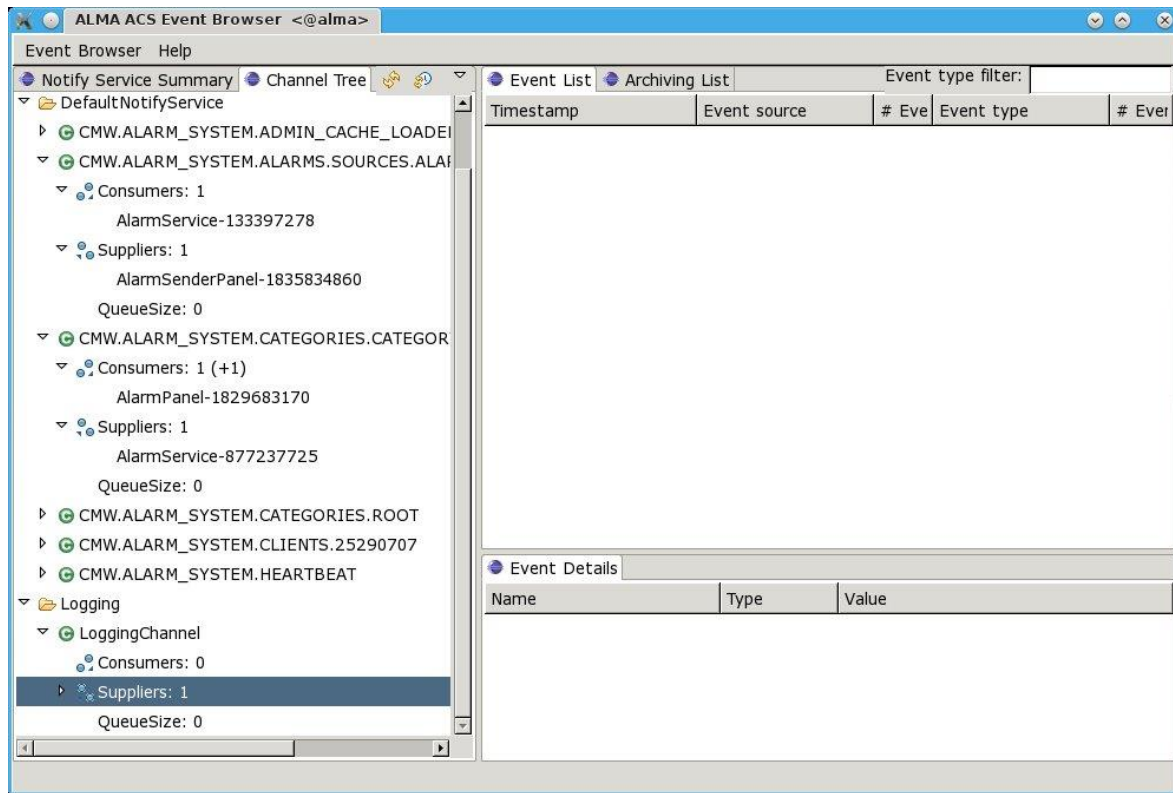 ALMA ACS Event Browser <@alma>
Event Browser Help
Notify Service Summary Channel Tree
DefaultNotifyService
CMW.ALARM_SYSTEM.ADMIN_CACHE_LOADE
CMW.ALARM_SYSTEM.ALARMS.SOURCES.ALA
Consumers: 1
AlarmService-133397278
Suppliers: 1
AlarmSenderPanel-1835834860
QueueSize: 0
CMW.ALARM_SYSTEM.CATEGORIES.CATEGOR
Consumers: 1 (+1)
AlarmPanel-1829683170
Suppliers: 1
AlarmService-877237725
QueueSize: 0
CMW.ALARM_SYSTEM.CATEGORIES.ROOT
CMW.ALARM_SYSTEM.CLIENTS.25290707
CMW.ALARM_SYSTEM.HEARTBEAT
Logging
LoggingChannel
Consumers: 0
Suppliers: 1
QueueSize: 0
Event List Archiving List Event type filter:
Timestamp Event source # Eve Event type # Eve
Event Details
Name Type Value